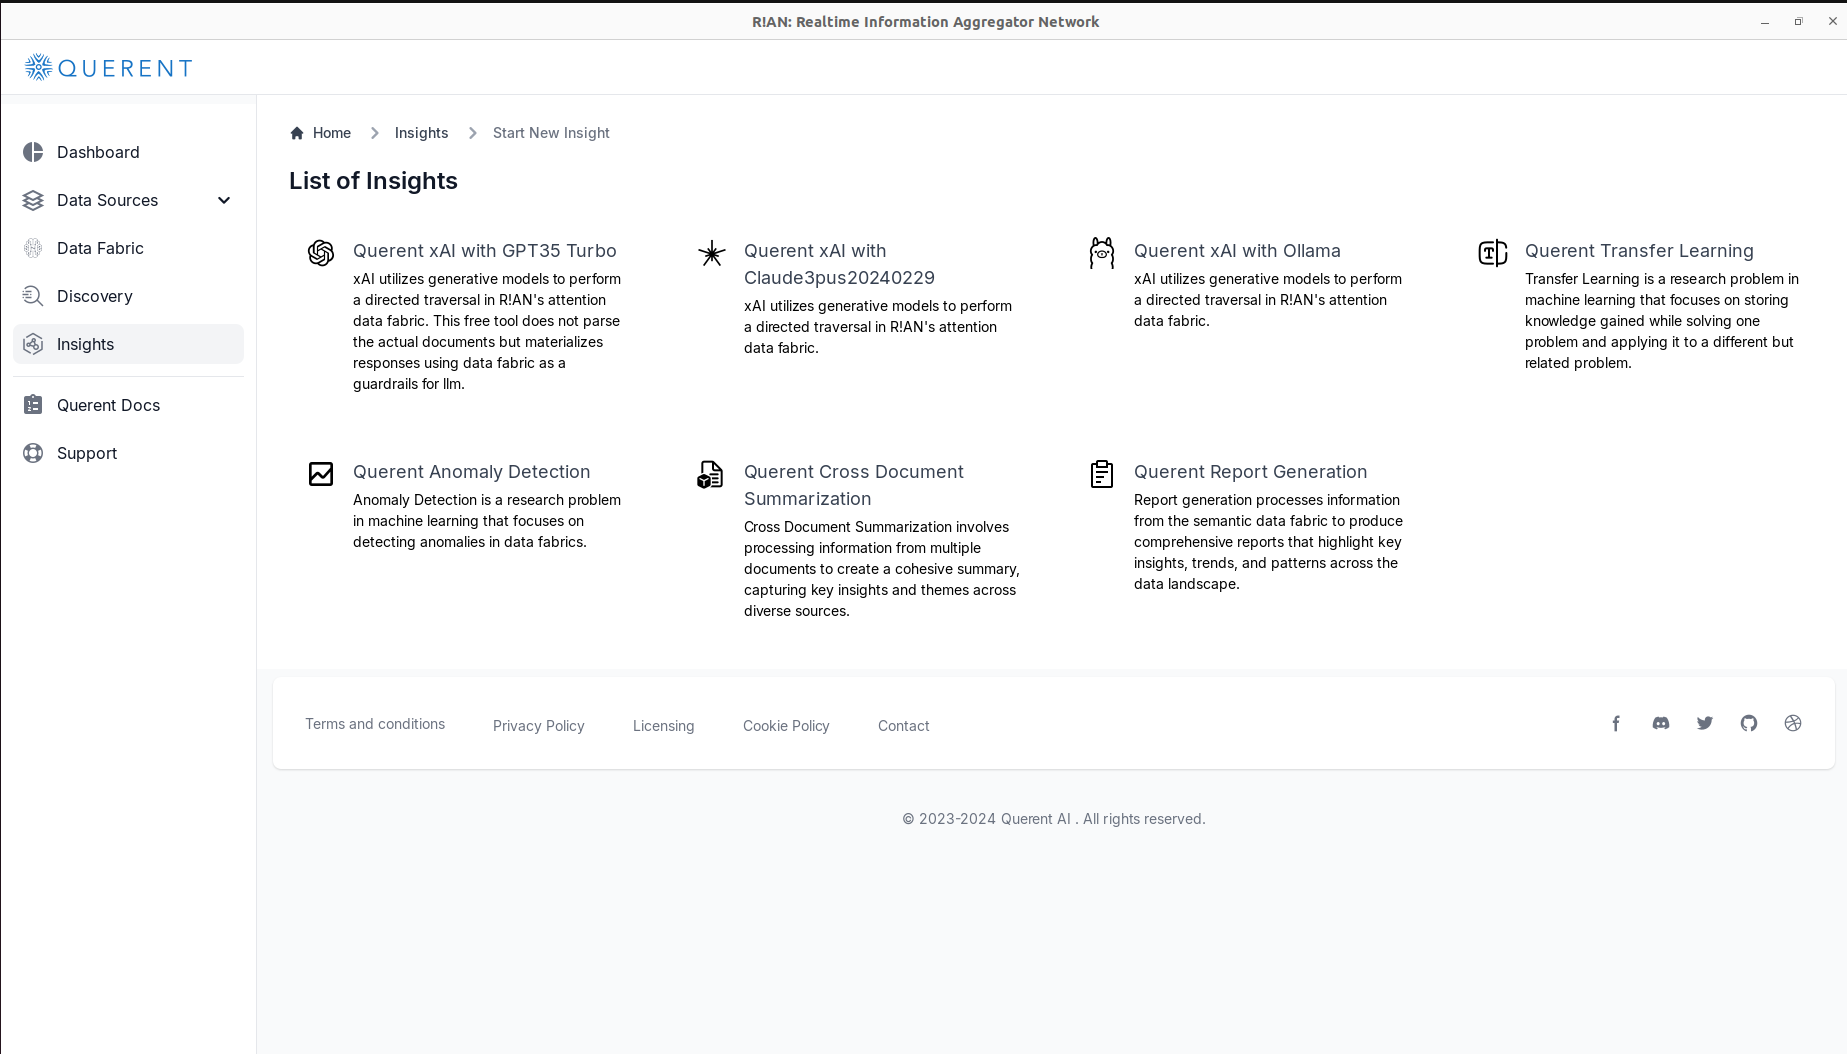 R!AN: Realtime Information Aggregator Network
QUERENT
Dashboard
Data Sources
Data Fabric
Discovery
Insights
Querent Docs
Support
Home
Insights
Start New Insight
List of Insights
Querent xAI with GPT35 Turbo
xAI utilizes generative models to perform
a directed traversal in R!AN's attention
data fabric. This free tool does not parse
the actual documents but materializes
responses using data fabric as a
guardrails for llm.
Querent xAI with
Claude3pus20240229
xAI utilizes generative models to perform
a directed traversal in R!AN's attention
data fabric.
Querent xAI with Ollama
xAI utilizes generative models to perform
a directed traversal in R!AN's attention
data fabric.
Querent Transfer Learning
Transfer Learning is a research problem in
machine learning that focuses on storing
knowledge gained while solving one
problem and applying it to a different but
related problem.
Querent Anomaly Detection
Anomaly Detection is a research problem
in machine learning that focuses on
detecting anomalies in data fabrics.
Querent Cross Document
Summarization
Cross Document Summarization involves
processing information from multiple
documents to create a cohesive summary,
capturing key insights and themes across
diverse sources.
Querent Report Generation
Report generation processes information
from the semantic data fabric to produce
comprehensive reports that highlight key
insights, trends, and patterns across the
data landscape.
Terms and conditions
Privacy Policy
Licensing
Cookie Policy
Contact
© 2023-2024 Querent AI . All rights reserved.